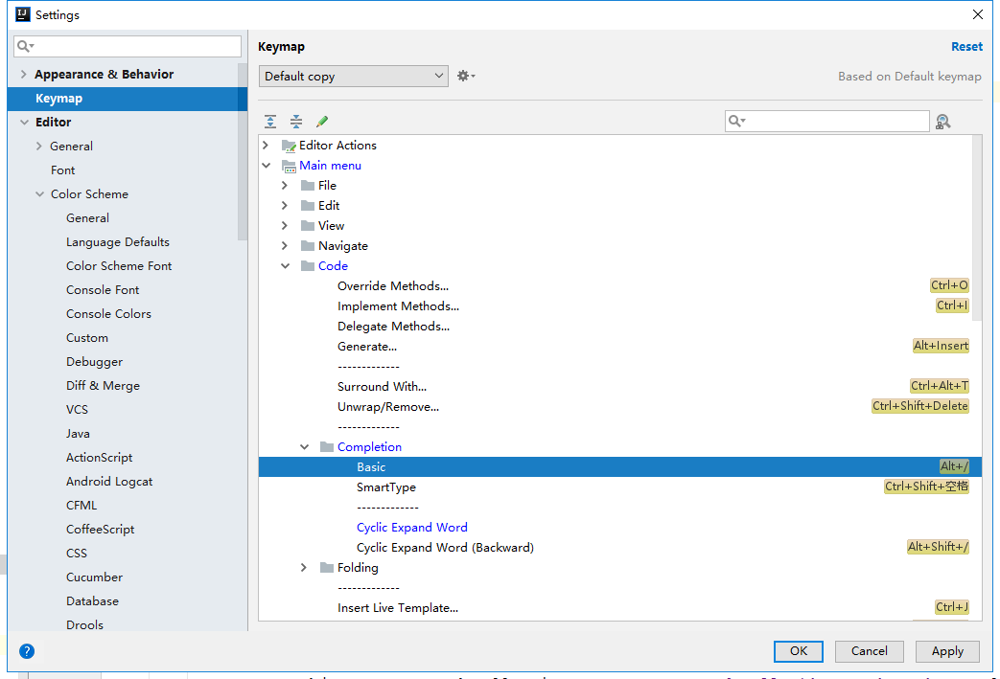 Settings
Appearance & Behavior
Keymap
Editor
General
Font
Color Scheme
General
Language Defaults
Color Scheme Font
Console Font
Console Colors
Custom
Debugger
Diff & Merge
VCS
Java
ActionScript
Android Logcat
CFML
CoffeeScript
CSS
Cucumber
Database
Drools
Keymap
Reset
Default copy
Based on Default keymap
Editor Actions
Main menu
File
Edit
View
Navigate
Code
Override Methods... Ctrl+O
Implement Methods... Ctrl+I
Delegate Methods...
Generate... Alt+Insert
-------------
Surround With... Ctrl+Alt+T
Unwrap/Remove... Ctrl+Shift+Delete
-------------
Completion
Basic Alt+/
SmartType Ctrl+Shift+空格
-------------
Cyclic Expand Word
Cyclic Expand Word (Backward) Alt+Shift+/
Folding
-------------
Insert Live Template... Ctrl+J
?
OK
Cancel
Apply